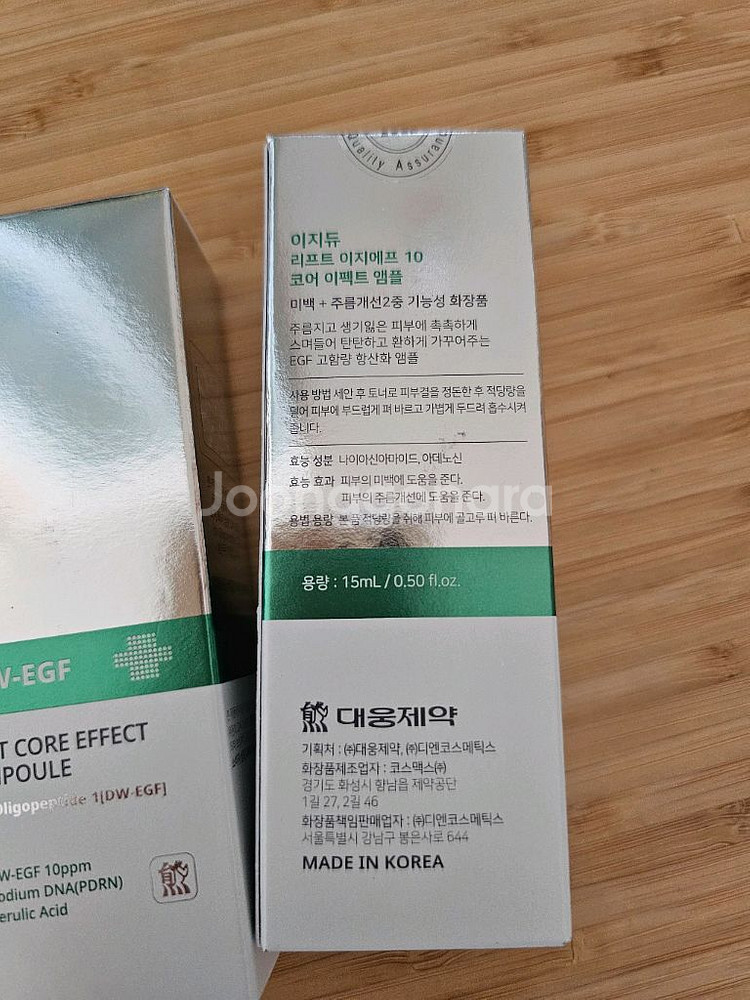 Quality Assuranc
이지듀
리프트 이지에프 10
코어 이펙트 앰플
미백 + 주름개선2중 기능성 화장품
주름지고 생기잃은 피부에 촉촉하게
스며들어 탄탄하고 환하게 가꾸어주는
EGF 고함량 항산화 앰플
사용 방법 세안 후 토너로 피부결을 정돈한 후 적당량을
덜어 피부에 부드럽게 펴 바르고 가볍게 두드려 흡수시켜
줍니다.
효능 성분 나이아신아마이드, 아데노신
효능 효과 피부의 미백에 도움을 준다.
피부의 주름개선에 도움을 준다.
용법 용량 본 품 적당량을 취해 피부에 골고루 펴 바른다.
Joonggonara
용량 : 15mL / 0.50 fl.oz.
대웅제약
기획처 : ㈜대웅제약, ㈜디엔코스메틱스
화장품제조업자 : 코스맥스㈜
경기도 화성시 향남읍 제약공단
1길 27, 2길 46
화장품책임판매업자 : ㈜디엔코스메틱스
서울특별시 강남구 봉은사로 644
MADE IN KOREA
W-EGF
T CORE EFFECT
MPOULE
Oligopeptide 1[DW-EGF]
W-EGF 10ppm
odium DNA(PDRN)
erulic Acid